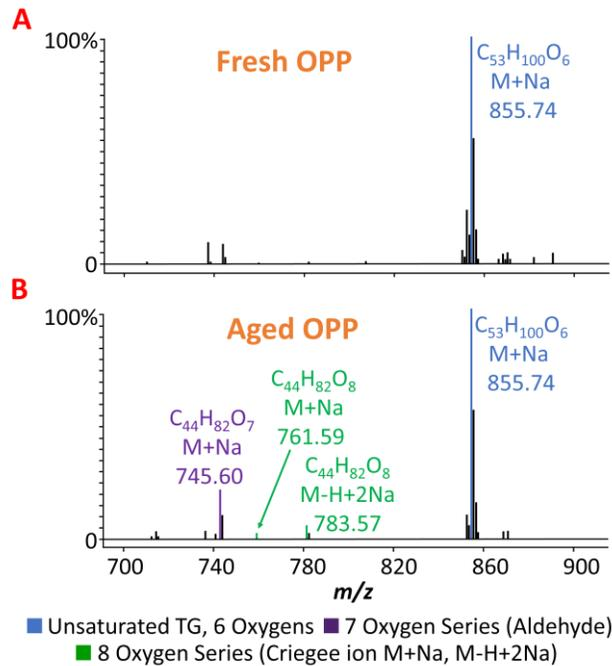 A
100%
Fresh OPP
C₅₃H₁₀₀O₆
M+Na
855.74
0
B
100%
Aged OPP
C₅₃H₁₀₀O₆
M+Na
855.74
C₄₄H₈₂O₈
M+Na
761.59
C₄₄H₈₂O₇
M+Na
745.60
C₄₄H₈₂O₈
M-H+2Na
783.57
0
700 740 780 820 860 900
m/z
Unsaturated TG, 6 Oxygens 7 Oxygen Series (Aldehyde)
8 Oxygen Series (Criegee ion M+Na, M-H+2Na)